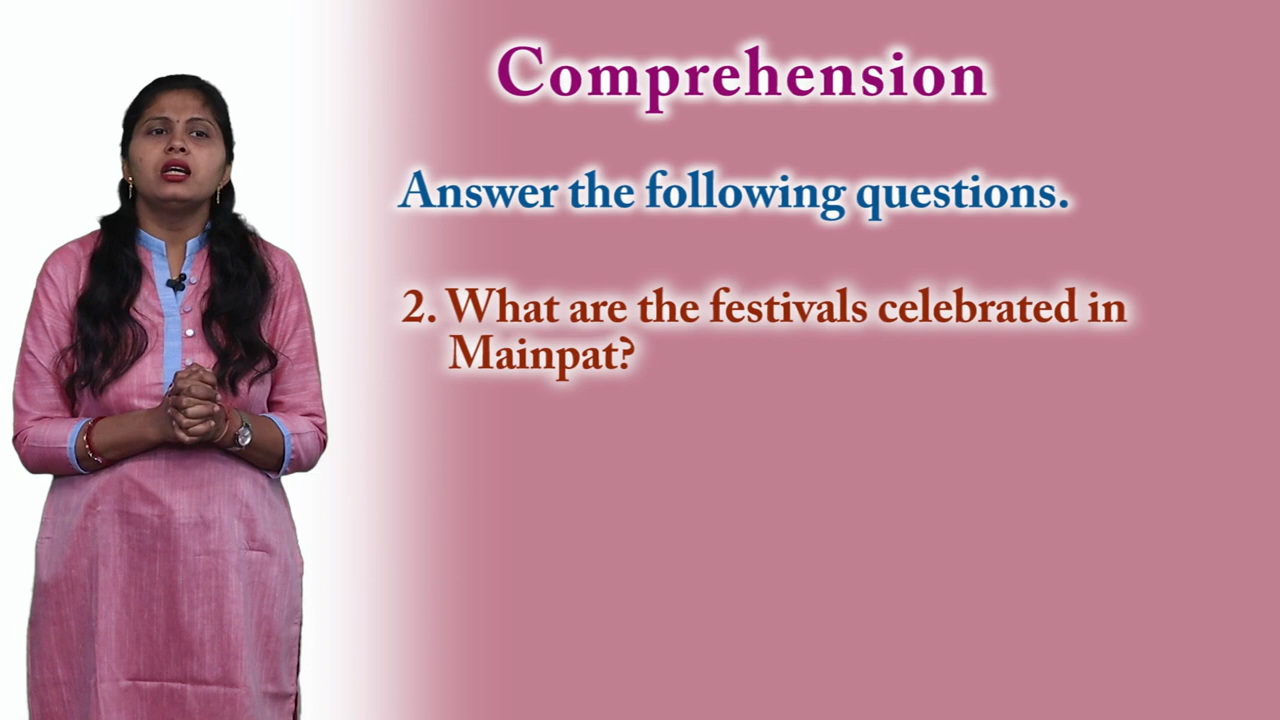 Comprehension
Answer the following questions.
2. What are the festivals celebrated in
Mainpat?